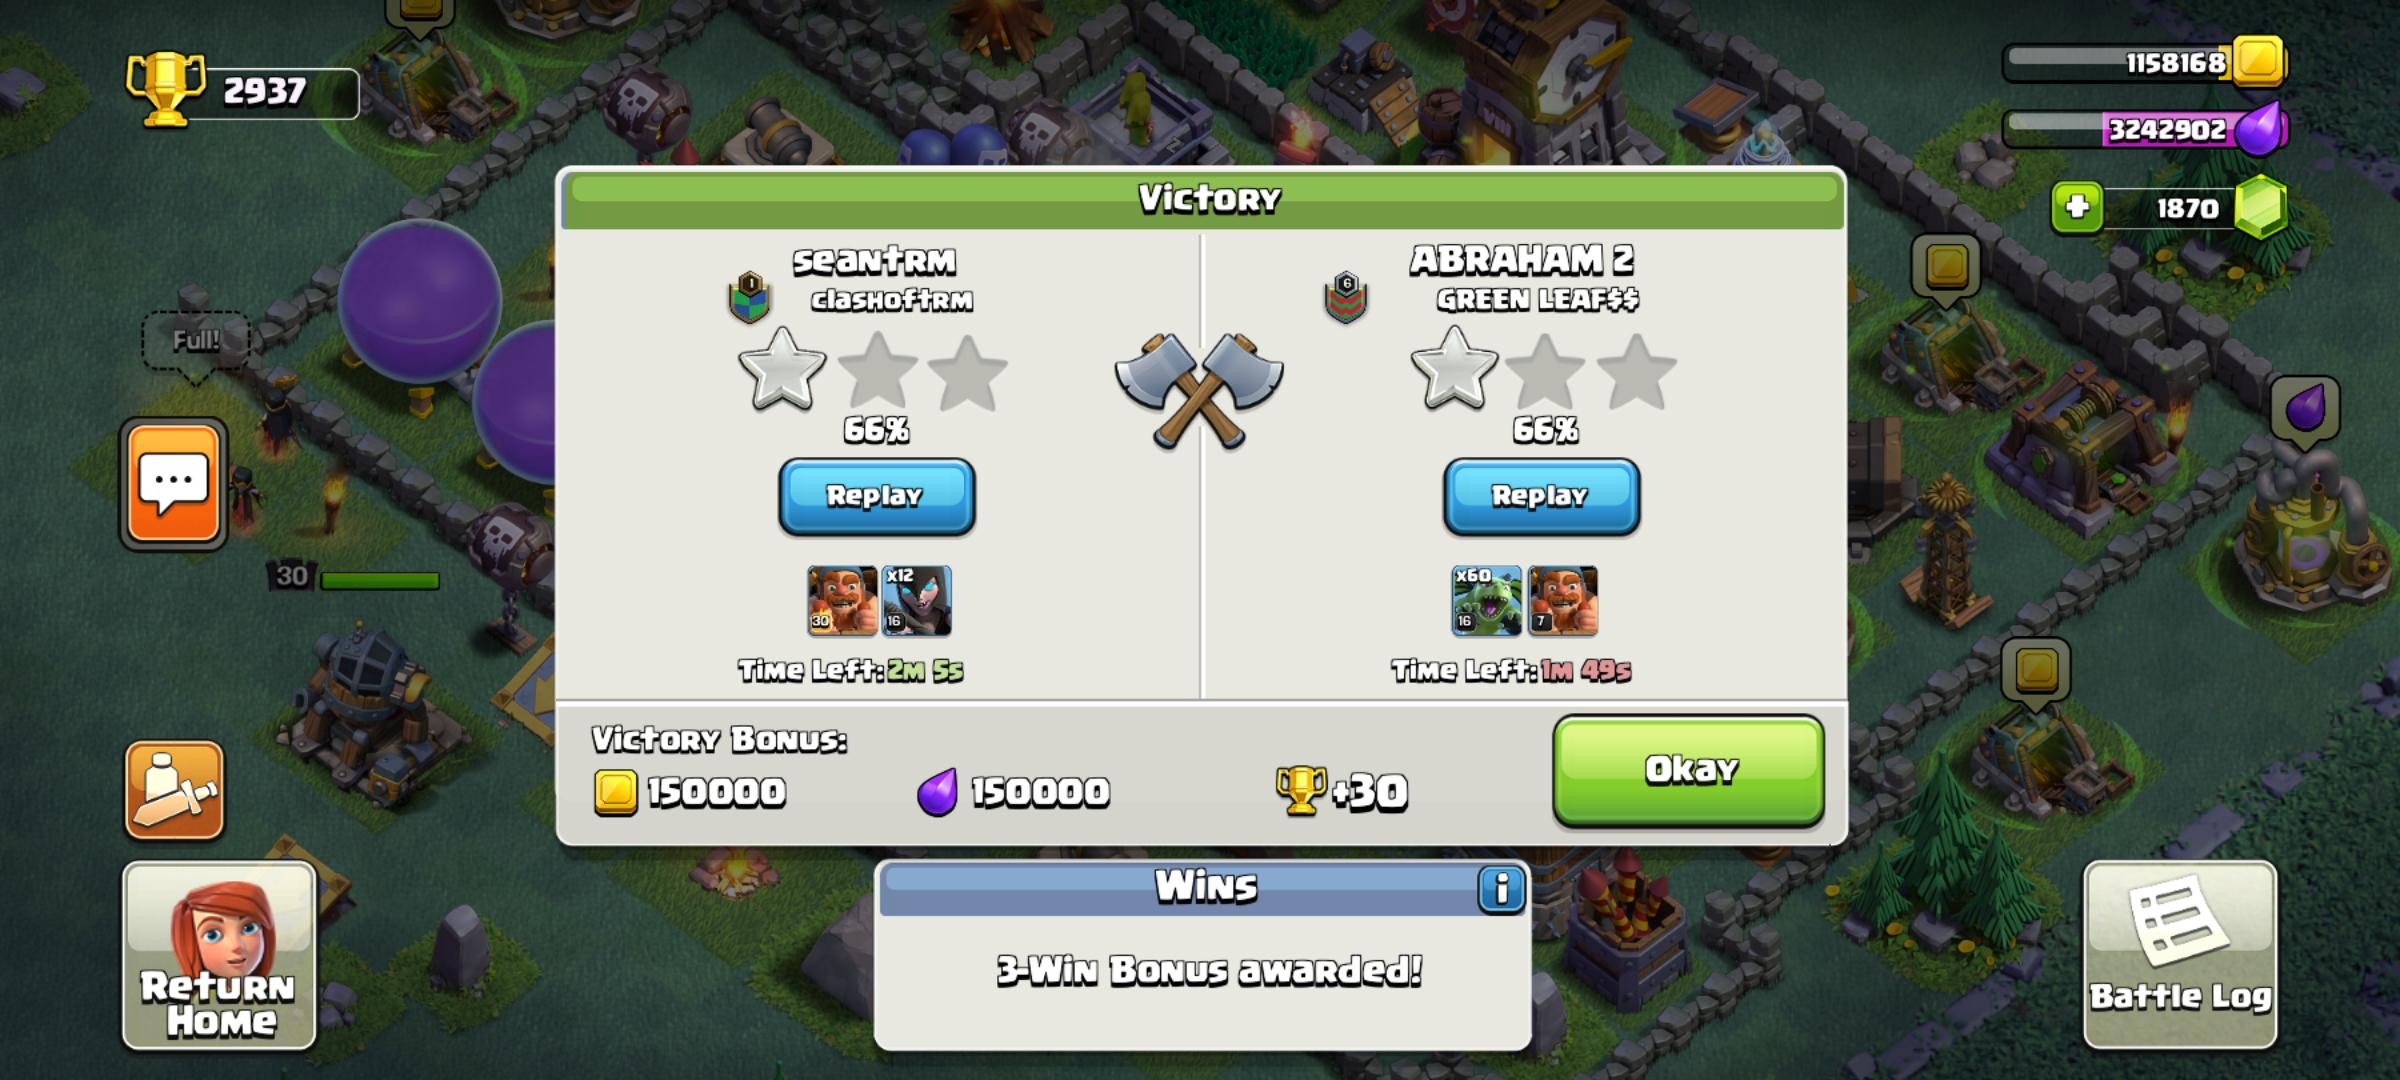 2937
1158168
3242902
1870
Full!
30
Victory
seantrm
clashoftrm
1
66%
Replay
30
x12
16
Time Left: 2m 5s
ABRAHAM 2
GREEN LEAF$$
6
66%
Replay
x60
16
7
Time Left: 1m 49s
Victory Bonus:
150000
150000
+30
Okay
Wins
i
3-Win Bonus awarded!
Return
Home
Battle Log